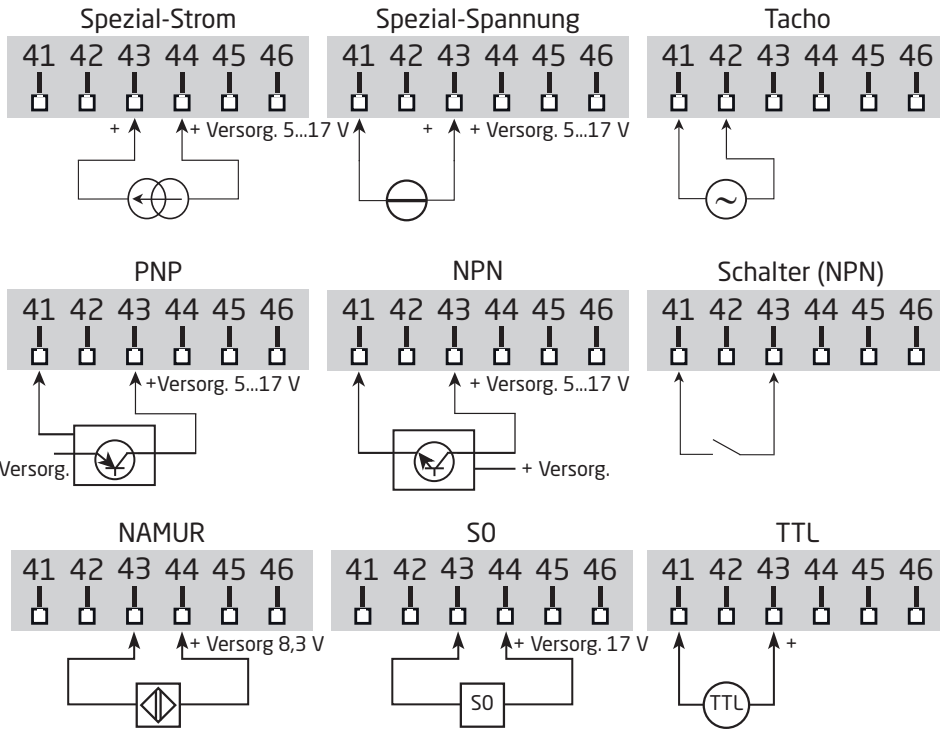 Spezial-Strom
41 42 43 44 45 46
+ + Versorg. 5...17 V
Spezial-Spannung
41 42 43 44 45 46
+ + Versorg. 5...17 V
Tacho
41 42 43 44 45 46
~
PNP
41 42 43 44 45 46
+Versorg. 5...17 V
Versorg.
NPN
41 42 43 44 45 46
+ Versorg. 5...17 V
+ Versorg.
Schalter (NPN)
41 42 43 44 45 46
NAMUR
41 42 43 44 45 46
+ Versorg 8,3 V
S0
41 42 43 44 45 46
+ Versorg. 17 V
S0
TTL
41 42 43 44 45 46
+
TTL